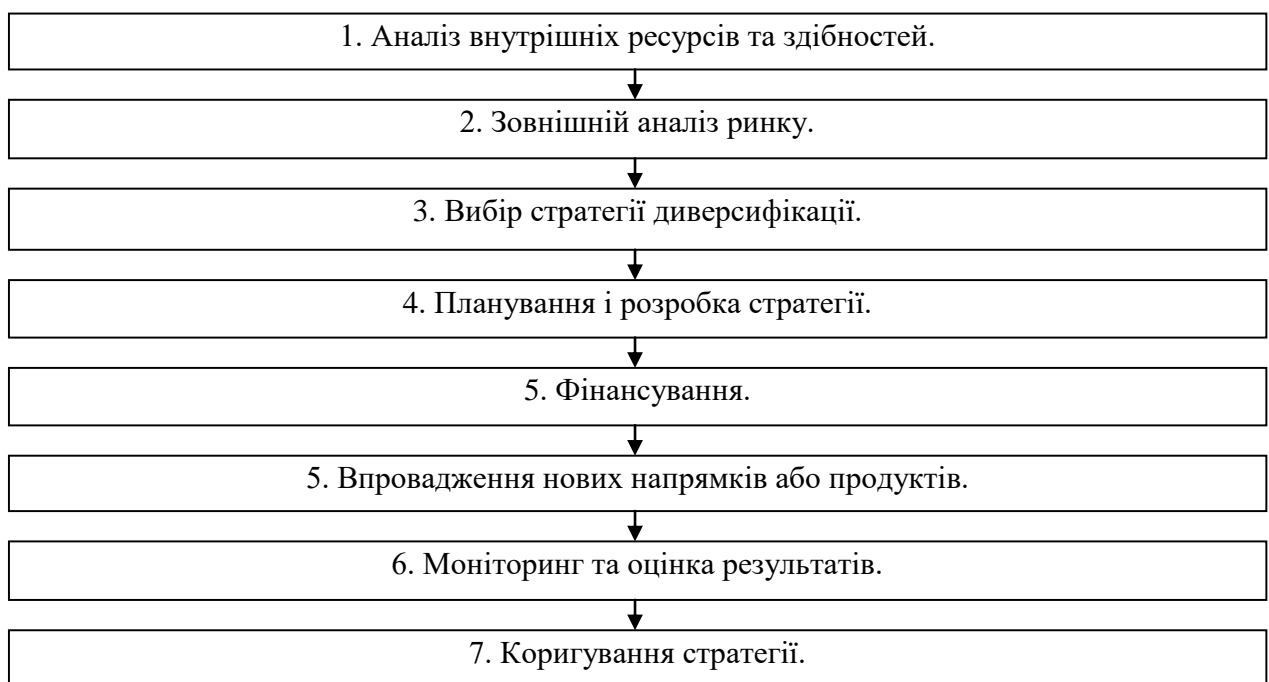 1. Аналіз внутрішніх ресурсів та здібностей.
2. Зовнішній аналіз ринку.
3. Вибір стратегії диверсифікації.
4. Планування і розробка стратегії.
5. Фінансування.
5. Впровадження нових напрямків або продуктів.
6. Моніторинг та оцінка результатів.
7. Коригування стратегії.